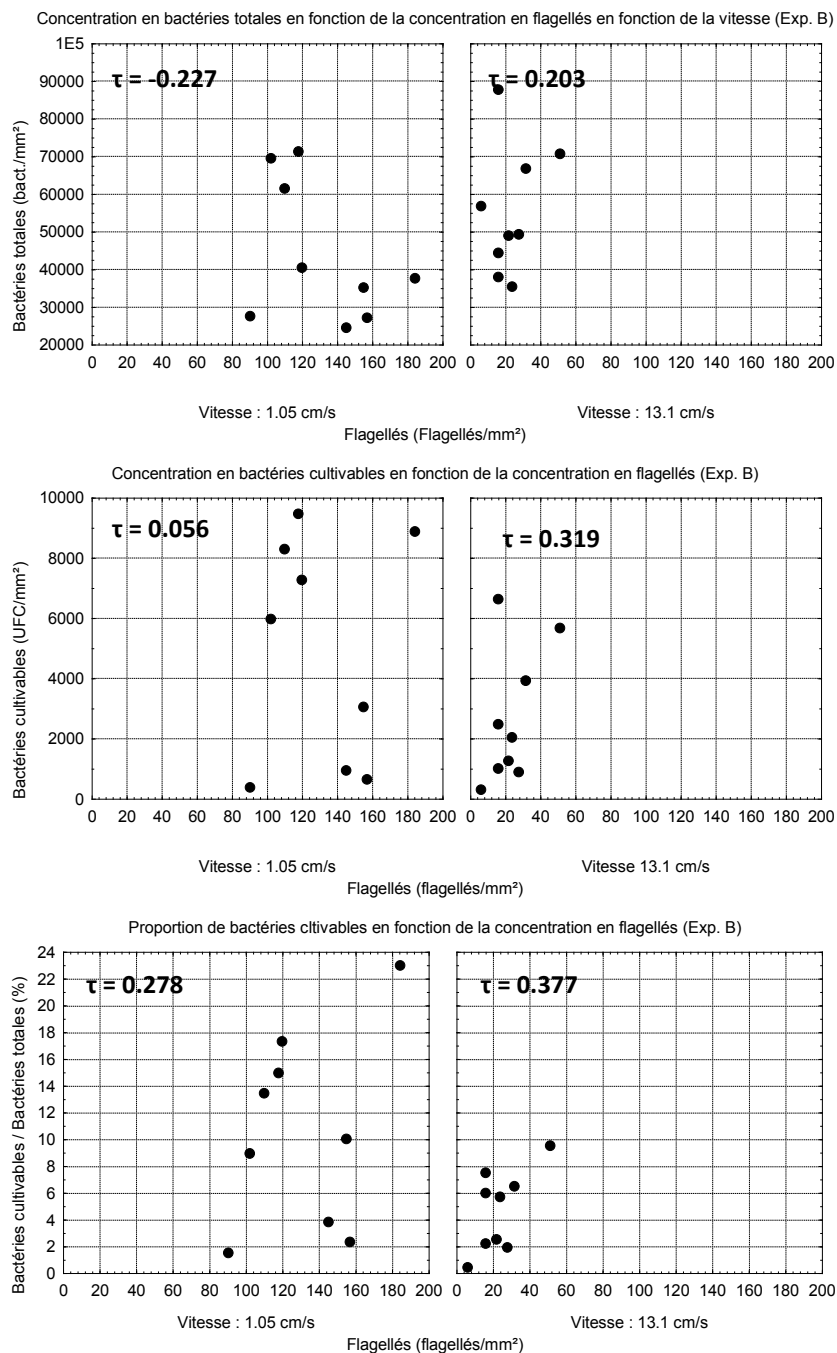 Concentration en bactéries totales en fonction de la concentration en flagellés en fonction de la vitesse (Exp. B)
1E5
90000
80000
70000
60000
50000
40000
30000
20000
Bactéries totales (bact./mm²)
τ = -0.227
τ = 0.203
0 20 40 60 80 100 120 140 160 180 200
0 20 40 60 80 100 120 140 160 180 200
Vitesse : 1.05 cm/s
Vitesse : 13.1 cm/s
Flagellés (Flagellés/mm²)
Concentration en bactéries cultivables en fonction de la concentration en flagellés (Exp. B)
10000
8000
6000
4000
2000
0
Bactéries cultivables (UFC/mm²)
τ = 0.056
τ = 0.319
0 20 40 60 80 100 120 140 160 180 200
0 20 40 60 80 100 120 140 160 180 200
Vitesse : 1.05 cm/s
Vitesse 13.1 cm/s
Flagellés (flagellés/mm²)
Proportion de bactéries cltivables en fonction de la concentration en flagellés (Exp. B)
24
22
20
18
16
14
12
10
8
6
4
2
0
Bactéries cultivables / Bactéries totales (%)
τ = 0.278
τ = 0.377
0 20 40 60 80 100 120 140 160 180 200
0 20 40 60 80 100 120 140 160 180 200
Vitesse : 1.05 cm/s
Vitesse : 13.1 cm/s
Flagellés (flagellés/mm²)